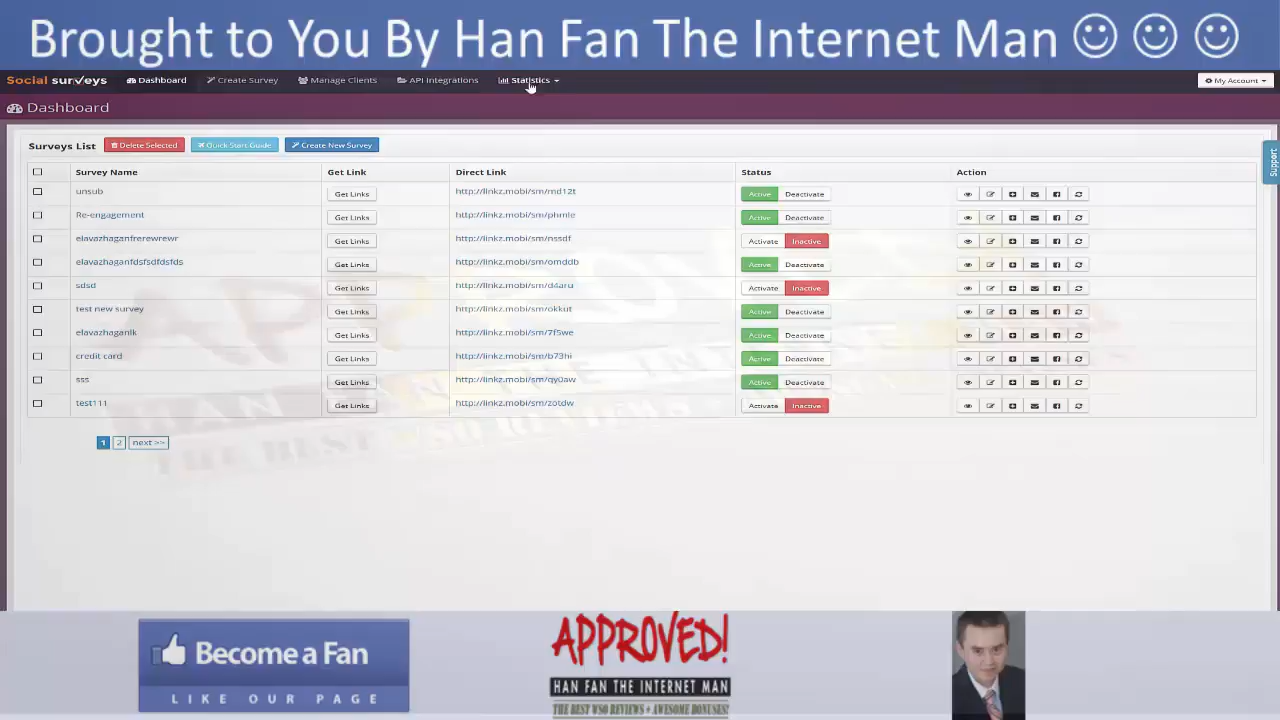 Brought to You By Han Fan The Internet Man
Social surveys Dashboard Create Survey Manage Clients API Integrations Statistics My Account
Dashboard
Surveys List Delete Selected Quick Start Guide Create New Survey
Support
Survey Name Get Link Direct Link Status Action
unsub Get Links http://linkz.mobi/sm/md12t Active Deactivate
Re-engagement Get Links http://linkz.mobi/sm/phmle Active Deactivate
elavazhaganfrerewrewr Get Links http://linkz.mobi/sm/nssdf Activate Inactive
elavazhaganfdsfsdfdsfds Get Links http://linkz.mobi/sm/omddb Active Deactivate
sdsd Get Links http://linkz.mobi/sm/d4aru Activate Inactive
test new survey Get Links http://linkz.mobi/sm/okkut Active Deactivate
elavazhaganlk Get Links http://linkz.mobi/sm/7f5we Active Deactivate
credit card Get Links http://linkz.mobi/sm/b73hi Active Deactivate
sss Get Links http://linkz.mobi/sm/qy0aw Active Deactivate
test111 Get Links http://linkz.mobi/sm/zotdw Activate Inactive
1 2 next >>
Become a Fan
LIKE OUR PAGE
APPROVED!
HAN FAN THE INTERNET MAN
THE BEST WSO REVIEWS + AWESOME BONUSES!